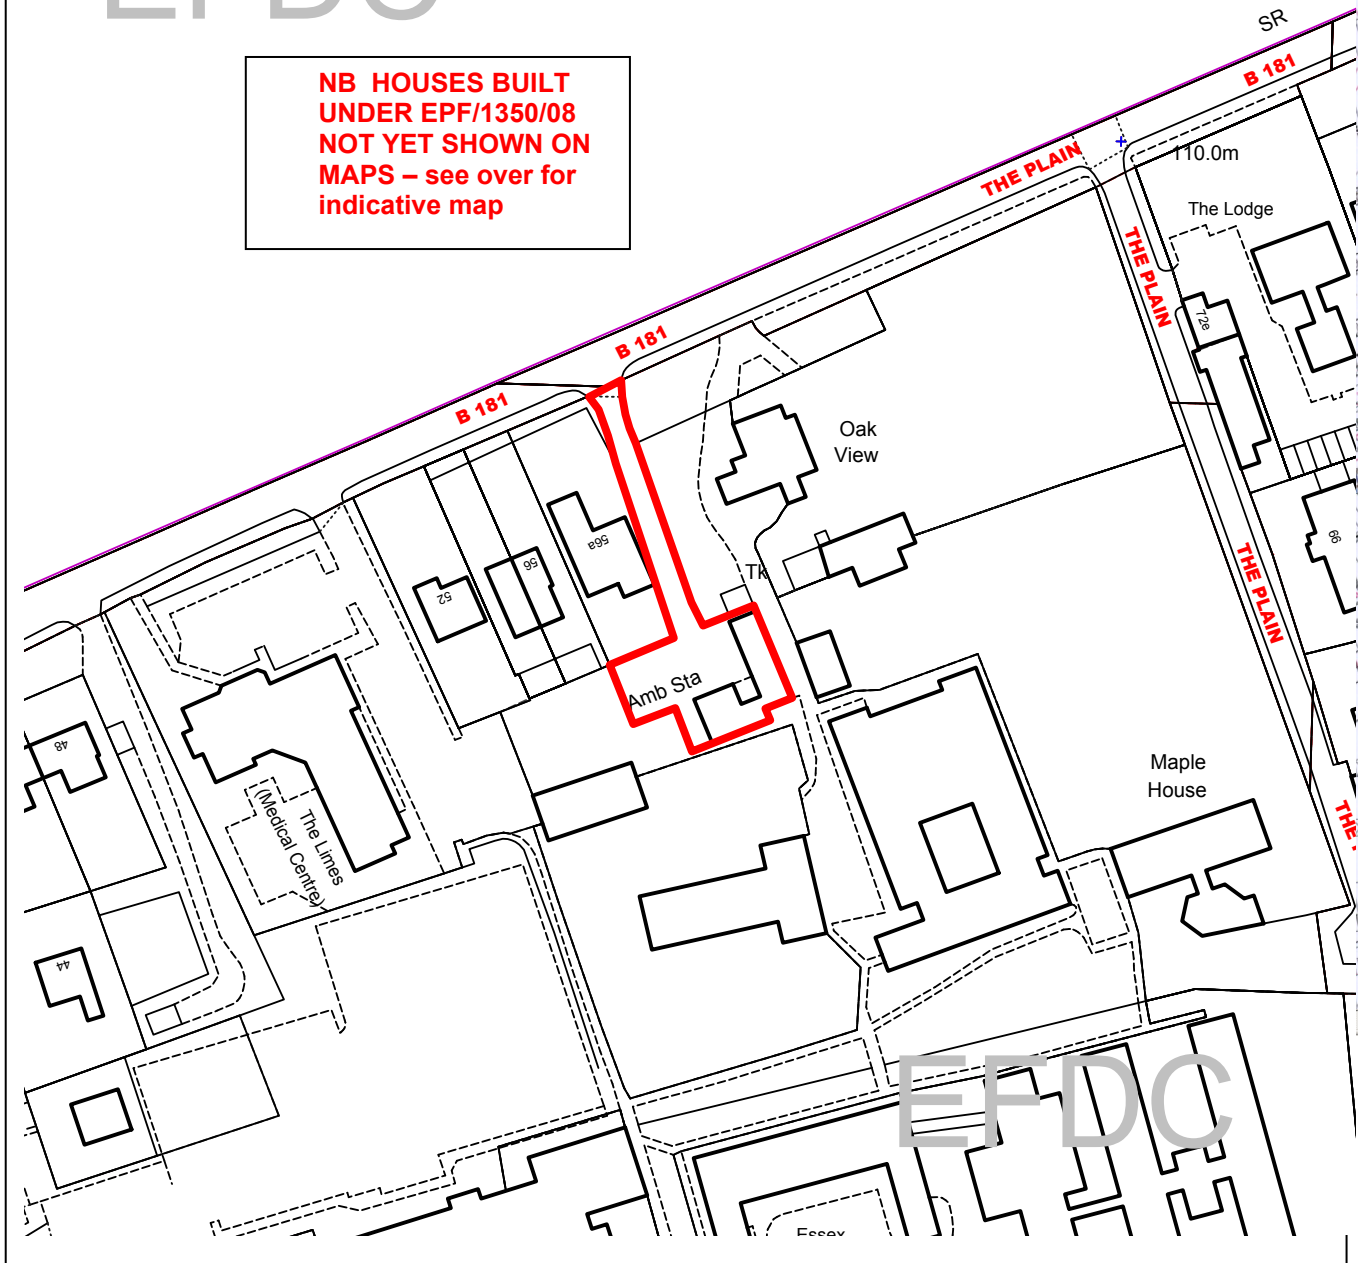 EFDC
NB HOUSES BUILT
UNDER EPF/1350/08
NOT YET SHOWN ON
MAPS – see over for
indicative map
SR
B 181
THE PLAIN
110.0m
The Lodge
THE PLAIN
72e
B 181
B 181
Oak
View
56a
56
52
Tk
66
THE PLAIN
Amb Sta
48
Maple
House
The Limes
(Medical Centre)
THE
44
EFDC
Essex